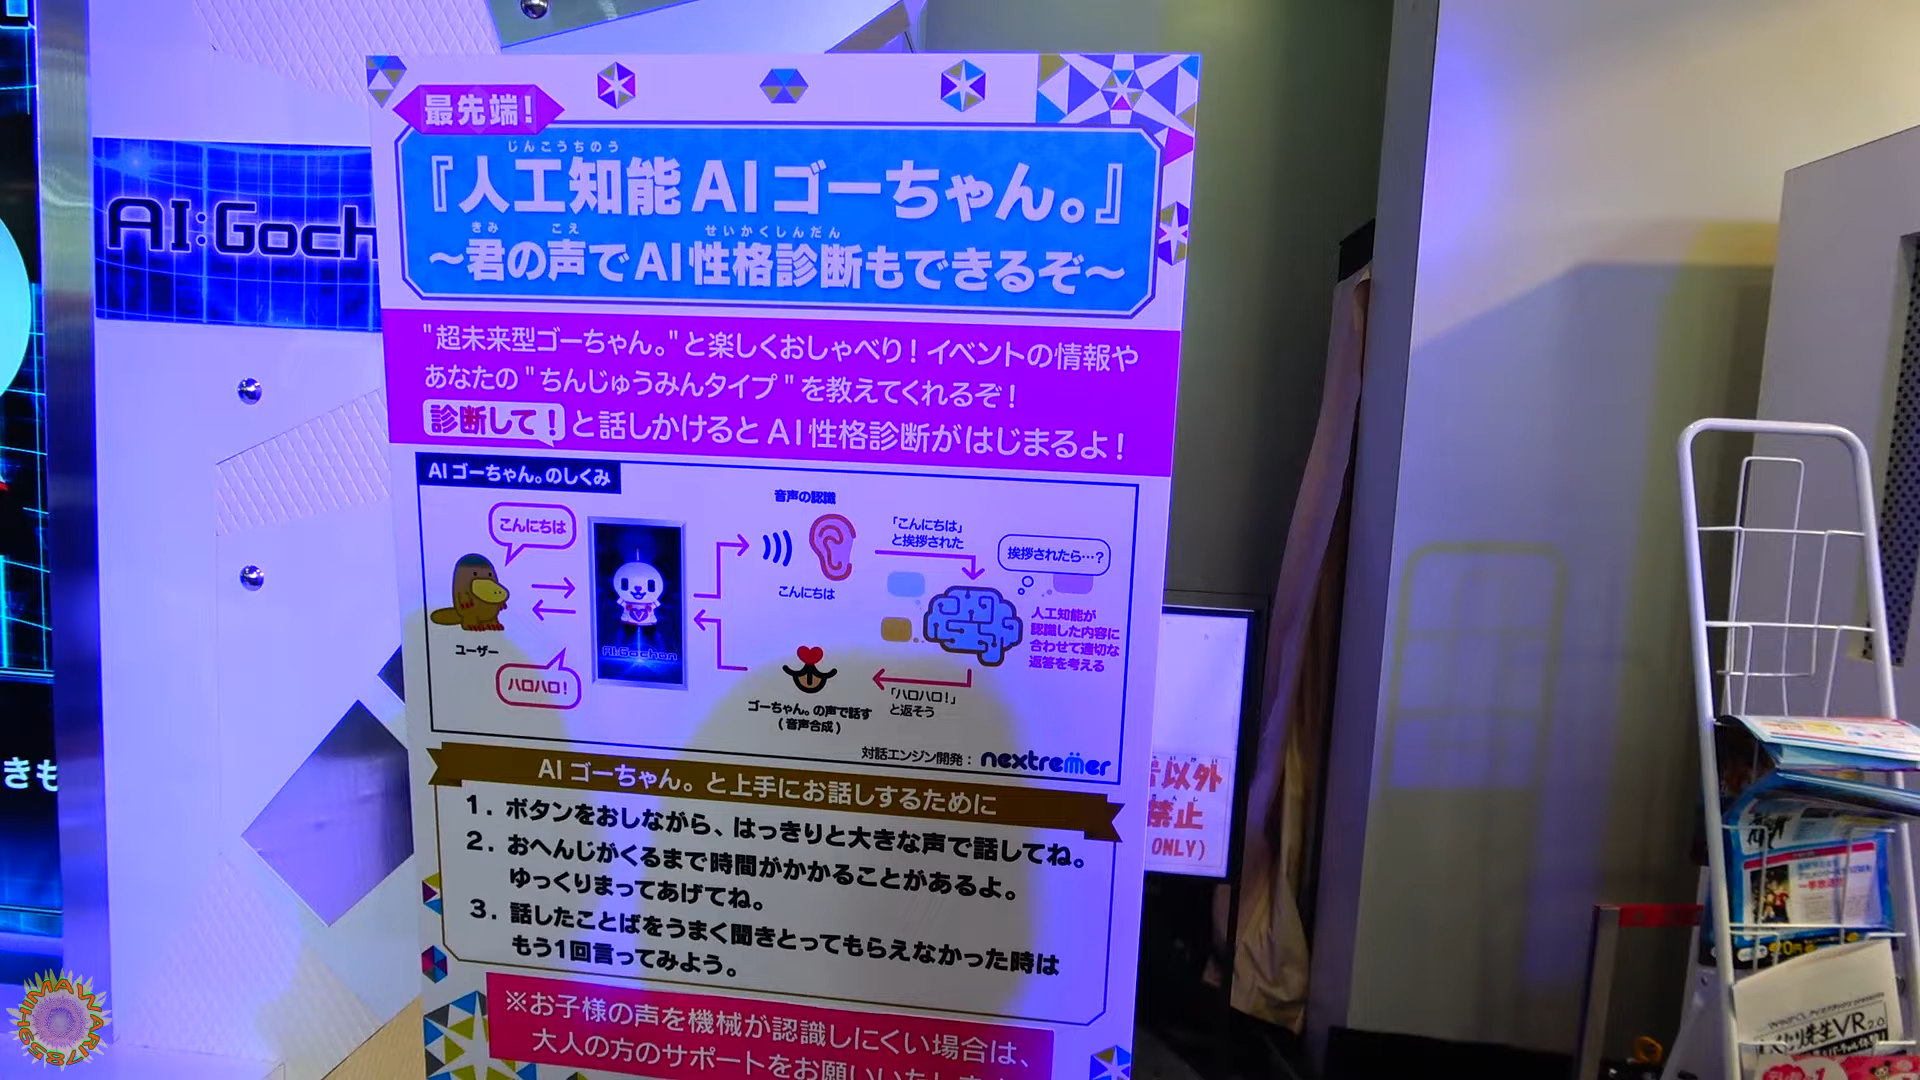 最先端!
じんこうちのう
『人工知能AIゴーちゃん。』
きみ こえ せいかくしんだん
～君の声でAI性格診断もできるぞ～
"超未来型ゴーちゃん。"と楽しくおしゃべり!イベントの情報や
あなたの"ちんじゅうみんタイプ"を教えてくれるぞ!
診断して!と話しかけるとAI性格診断がはじまるよ!
AIゴーちゃん。のしくみ
こんにちは
ユーザー
ハロハロ!
AI:Gochan
音声の認識
こんにちは
「こんにちは」
と挨拶された
挨拶されたら…?
人工知能が
認識した内容に
合わせて適切な
返答を考える
「ハロハロ!」
と返そう
ゴーちゃん。の声で話す
(音声合成)
対話エンジン開発：nextremer
AIゴーちゃん。と上手にお話しするために
1. ボタンをおしながら、はっきりと大きな声で話してね。
2. おへんじがくるまで時間がかかることがあるよ。
ゆっくりまってあげてね。
3. 話したことばをうまく聞きとってもらえなかった時は
もう1回言ってみよう。
※お子様の声を機械が認識しにくい場合は、
大人の方のサポートをお願いいたします
AI:Goch
きも
以外
禁止
ONLY)
先生VR2.0
HIMAWARI7859